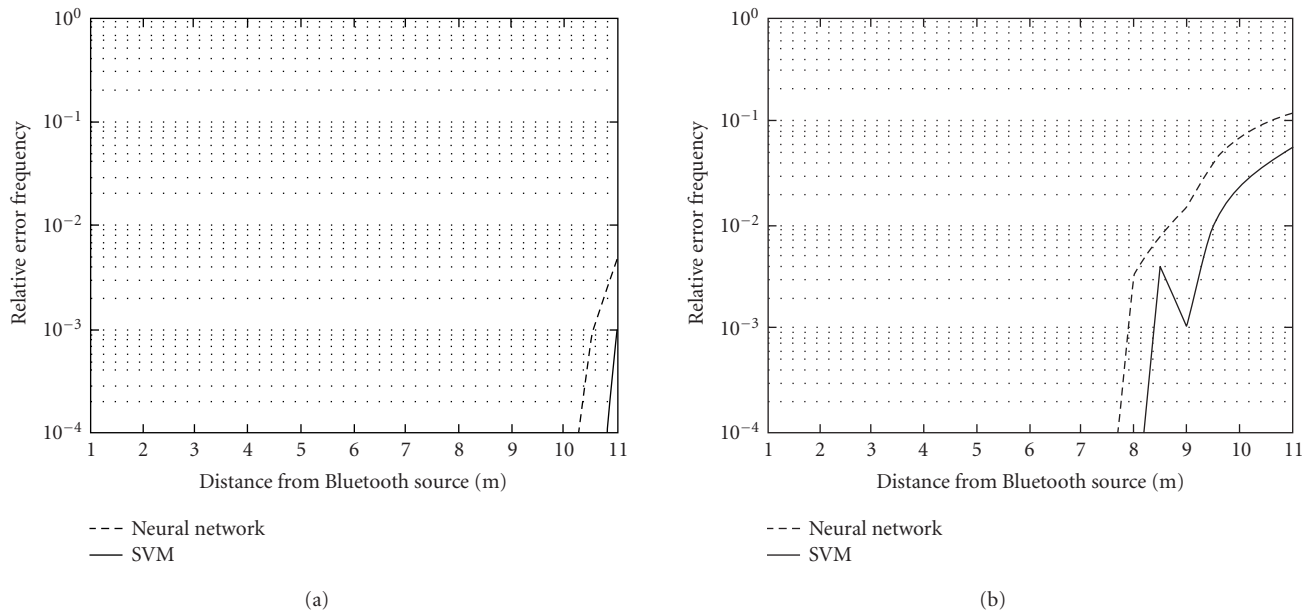 10^0
10^-1
10^-2
10^-3
10^-4
Relative error frequency
1 2 3 4 5 6 7 8 9 10 11
Distance from Bluetooth source (m)
Neural network
SVM
(a)
10^0
10^-1
10^-2
10^-3
10^-4
Relative error frequency
1 2 3 4 5 6 7 8 9 10 11
Distance from Bluetooth source (m)
Neural network
SVM
(b)